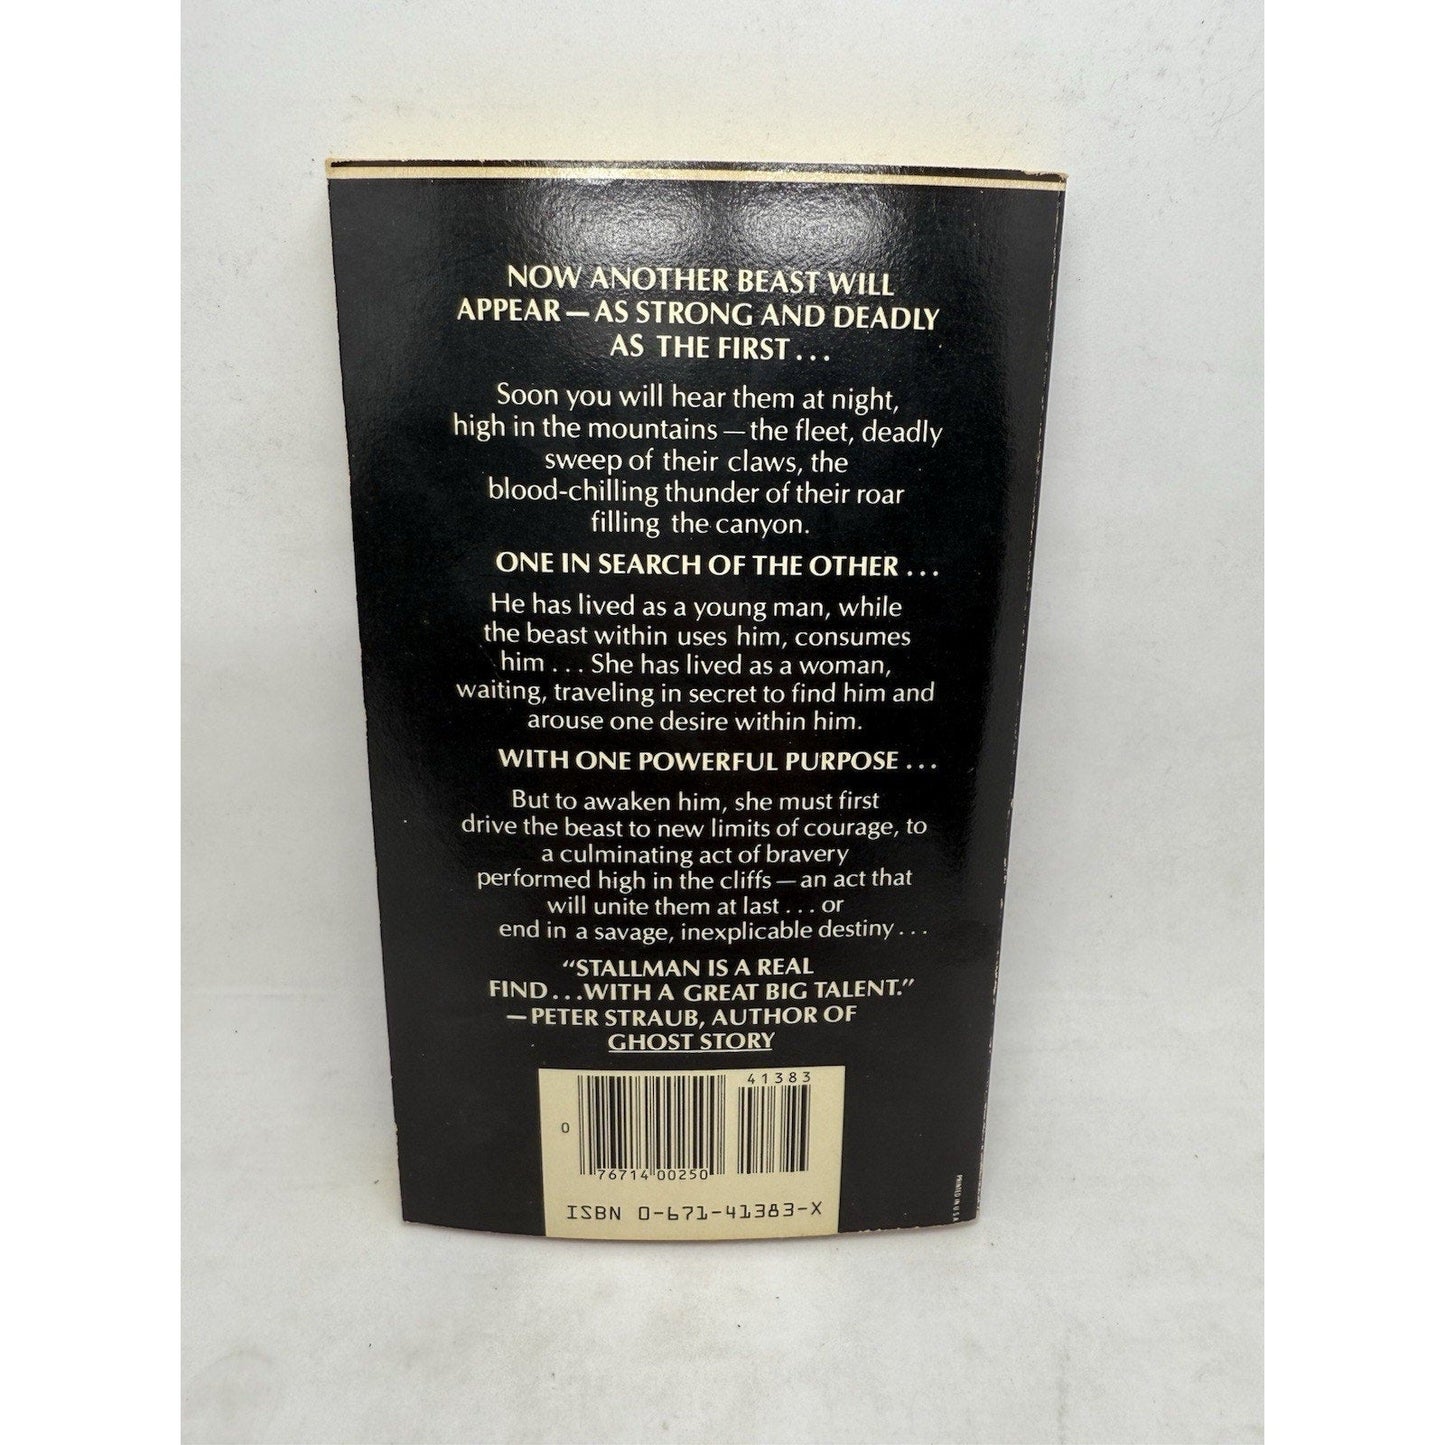 NOW ANOTHER BEAST WILL
APPEAR — AS STRONG AND DEADLY
AS THE FIRST . . .
Soon you will hear them at night,
high in the mountains — the fleet, deadly
sweep of their claws, the
blood-chilling thunder of their roar
filling the canyon.
ONE IN SEARCH OF THE OTHER . . .
He has lived as a young man, while
the beast within uses him, consumes
him . . . She has lived as a woman,
waiting, traveling in secret to find him and
arouse one desire within him.
WITH ONE POWERFUL PURPOSE . . .
But to awaken him, she must first
drive the beast to new limits of courage, to
a culminating act of bravery
performed high in the cliffs — an act that
will unite them at last . . . or
end in a savage, inexplicable destiny . . .
“STALLMAN IS A REAL
FIND...WITH A GREAT BIG TALENT.”
—PETER STRAUB, AUTHOR OF
GHOST STORY
41383
0
76714 00250
ISBN 0-671-41383-X
PRINTED IN U.S.A.